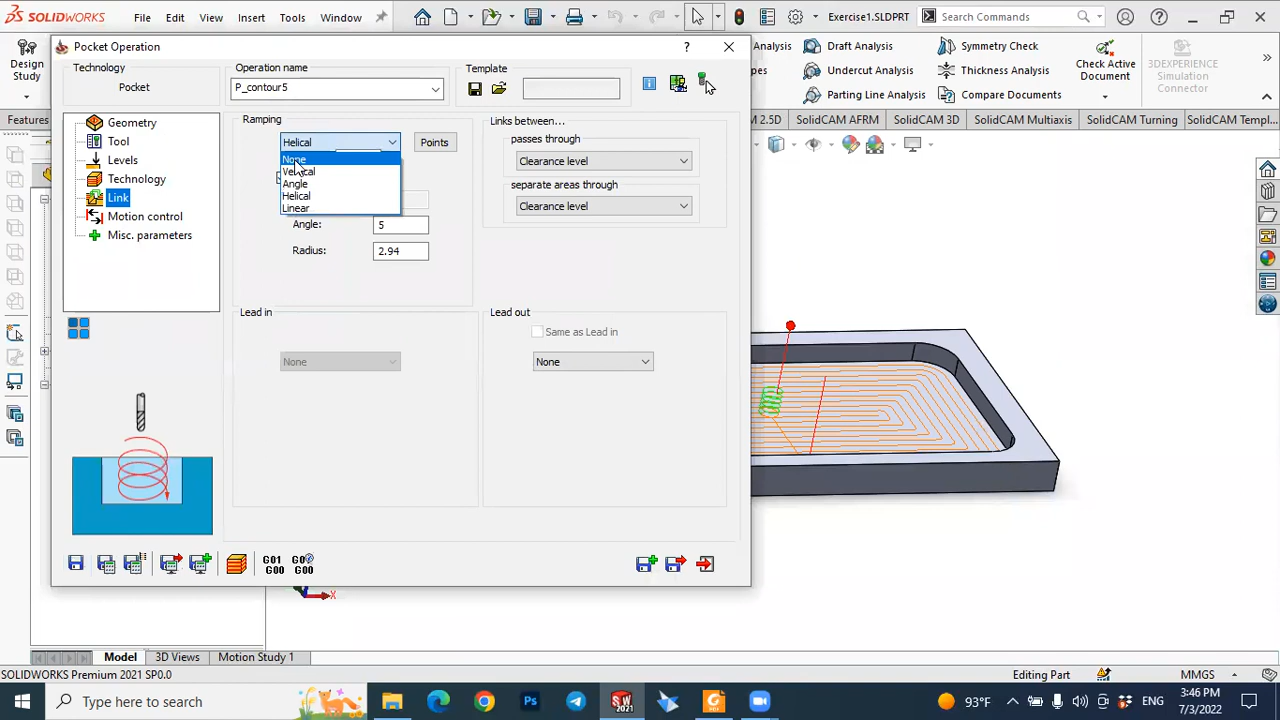 SOLIDWORKS
File
Edit
View
Insert
Tools
Window
Exercise1.SLDPRT
Search Commands
Design
Study
Pocket Operation
Analysis
Draft Analysis
Undercut Analysis
Parting Line Analysis
Symmetry Check
Thickness Analysis
Compare Documents
Check Active
Document
3DEXPERIENCE
Simulation
Connector
Features
2.5D
SolidCAM AFRM
SolidCAM 3D
SolidCAM Multiaxis
SolidCAM Turning
SolidCAM Templ...
Technology
Pocket
Operation name
P_contour5
Template
Geometry
Tool
Levels
Technology
Link
Motion control
Misc. parameters
Ramping
Helical
Points
None
Vertical
Angle
Helical
Linear
Angle:
5
Radius:
2.94
Links between...
passes through
Clearance level
separate areas through
Clearance level
Lead in
None
Lead out
Same as Lead in
None
G01
G00
G0
G00
X
Model
3D Views
Motion Study 1
SOLIDWORKS Premium 2021 SP0.0
Editing Part
MMGS
Type here to search
93°F
ENG
3:46 PM
7/3/2022